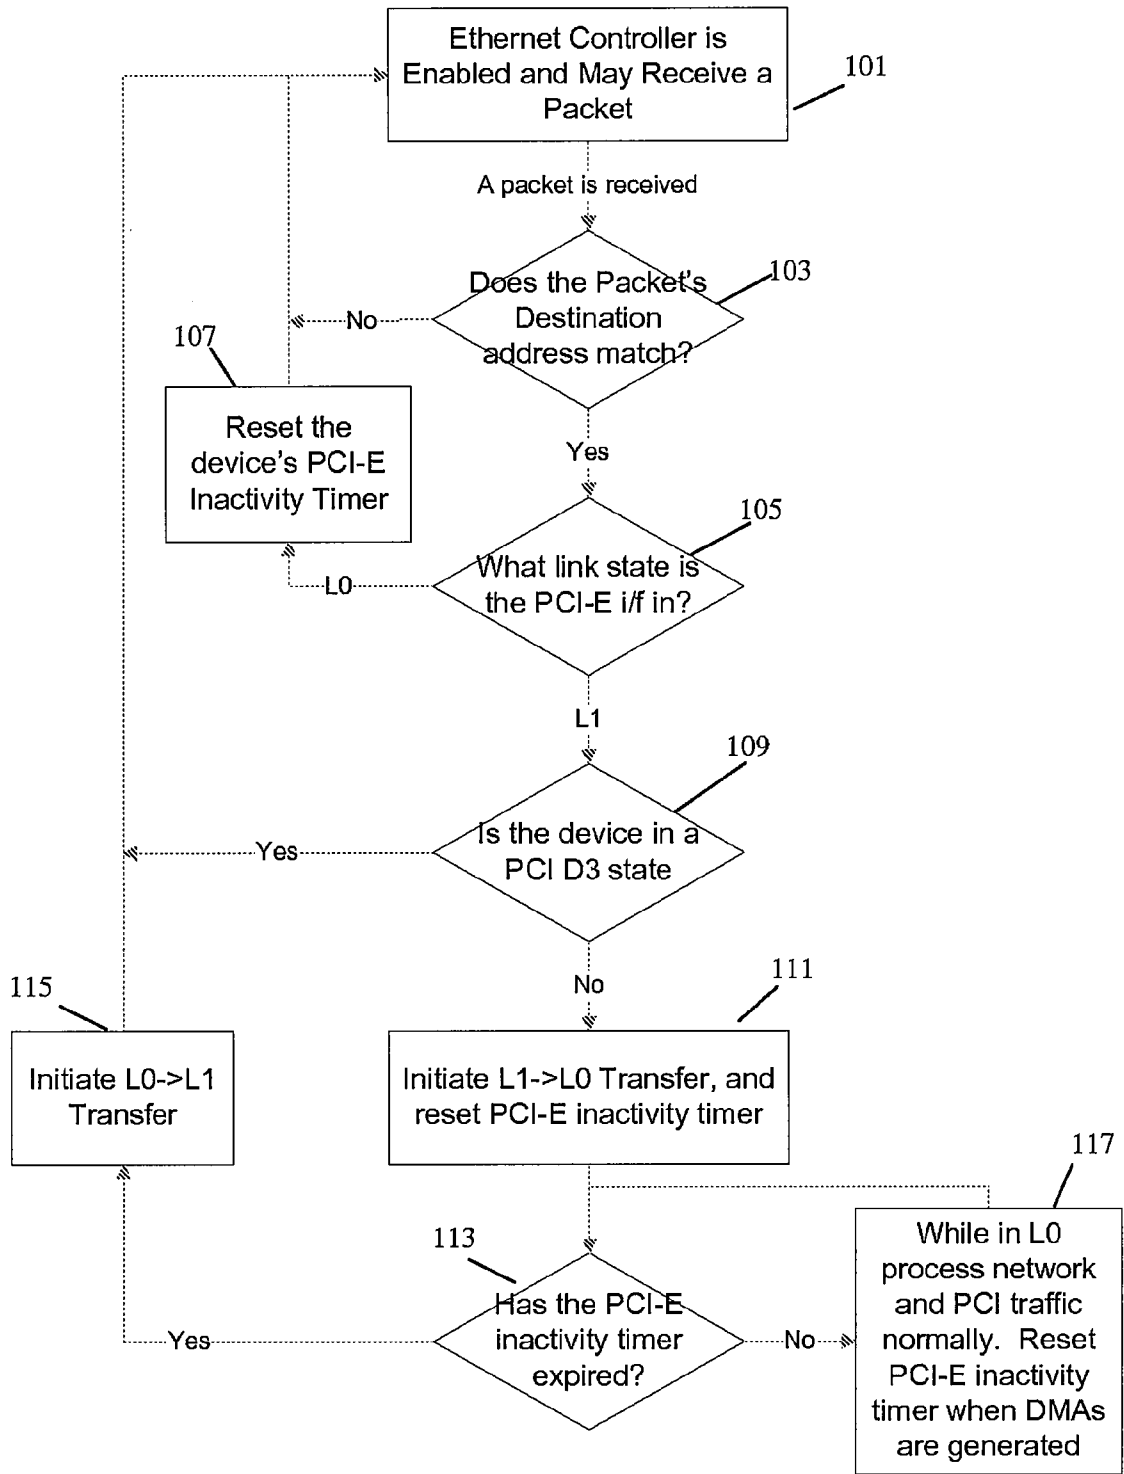 Ethernet Controller is
Enabled and May Receive a
Packet
101
A packet is received
Does the Packet's
Destination
address match?
103
No
107
Reset the
device's PCI-E
Inactivity Timer
Yes
105
What link state is
the PCI-E i/f in?
L0
L1
109
Is the device in a
PCI D3 state
Yes
No
111
115
Initiate L0->L1
Transfer
Initiate L1->L0 Transfer, and
reset PCI-E inactivity timer
117
113
Has the PCI-E
inactivity timer
expired?
Yes
No
While in L0
process network
and PCI traffic
normally. Reset
PCI-E inactivity
timer when DMAs
are generated